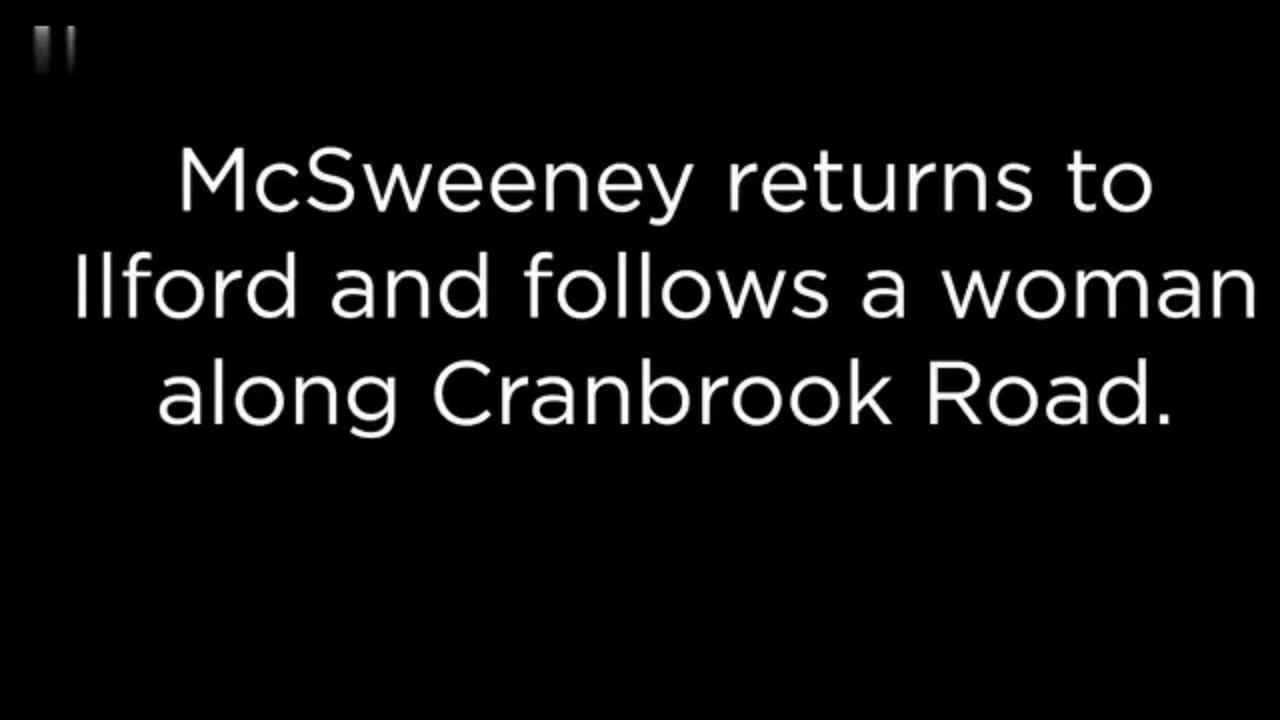 McSweeney returns to
Ilford and follows a woman
along Cranbrook Road.